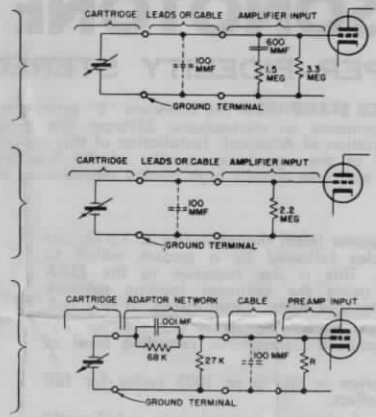 CARTRIDGE LEADS OR CABLE AMPLIFIER INPUT
600
MMF
100
MMF
1.5
MEG
3.3
MEG
GROUND TERMINAL
CARTRIDGE LEADS OR CABLE AMPLIFIER INPUT
100
MMF
2.2
MEG
GROUND TERMINAL
CARTRIDGE ADAPTOR NETWORK CABLE PREAMP INPUT
.001 MF
68 K
27 K
100 MMF
R
GROUND TERMINAL